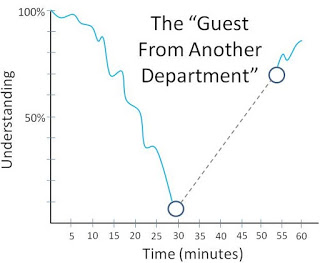 100%
The “Guest
From Another
Department”
Understanding
50%
5 10 15 20 25 30 35 40 45 50 55 60
Time (minutes)